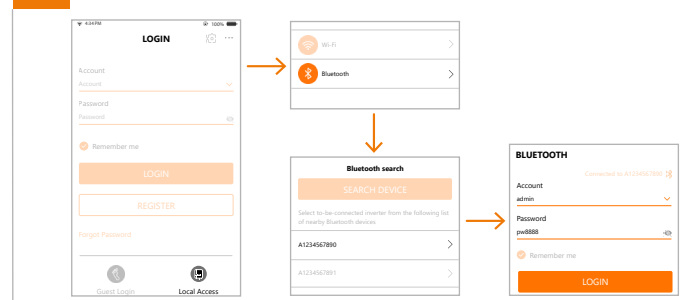 4:34 PM
100%
LOGIN
Account
Account
Password
Password
Remember me
LOGIN
REGISTER
Forgot Password
Guest Login
Local Access
Wi-Fi
Bluetooth
Bluetooth search
SEARCH DEVICE
Select to-be-connected inverter from the following list
of nearby Bluetooth devices
A1234567890
A1234567891
BLUETOOTH
Connected to A1234567890
Account
admin
Password
pw8888
Remember me
LOGIN